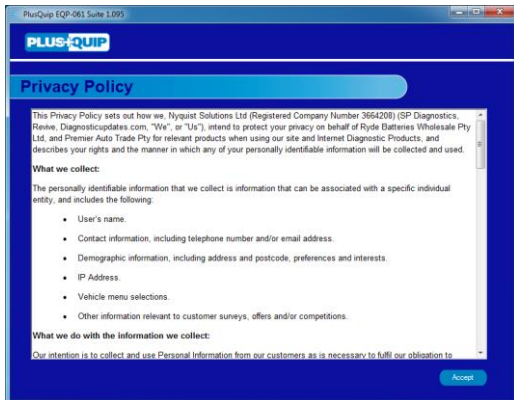 PlusQuip EQP-061 Suite 1.095
PLUS+QUIP
Privacy Policy
This Privacy Policy sets out how we, Nyquist Solutions Ltd (Registered Company Number 3664208) (SP Diagnostics,
Revive, Diagnosticupdates.com, "We", or "Us"), intend to protect your privacy on behalf of Ryde Batteries Wholesale Pty
Ltd, and Premier Auto Trade Pty for relevant products when using our site and Internet Diagnostic Products, and
describes your rights and the manner in which any of your personally identifiable information will be collected and used.
What we collect:
The personally identifiable information that we collect is information that can be associated with a specific individual
entity, and includes the following:
• User's name.
• Contact information, including telephone number and/or email address.
• Demographic information, including address and postcode, preferences and interests.
• IP Address.
• Vehicle menu selections.
• Other information relevant to customer surveys, offers and/or competitions.
What we do with the information we collect:
Our intention is to collect and use Personal Information from our customers as is necessary to fulfil our obligation to
Accept